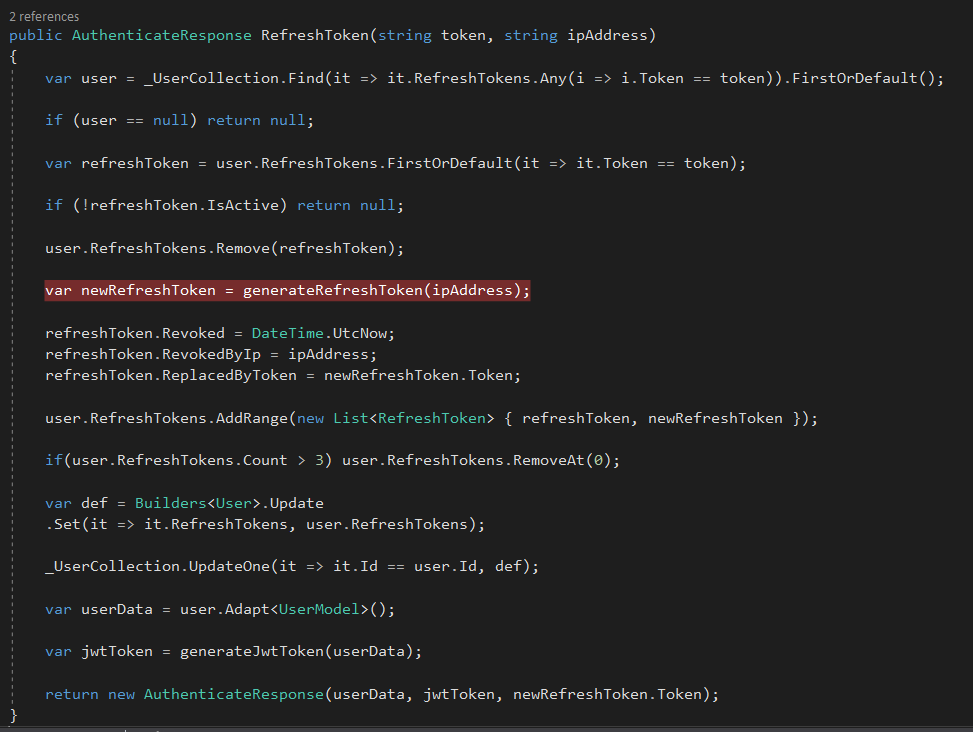 2 references
public AuthenticateResponse RefreshToken(string token, string ipAddress)
{
var user = _UserCollection.Find(it => it.RefreshTokens.Any(i => i.Token == token)).FirstOrDefault();
if (user == null) return null;
var refreshToken = user.RefreshTokens.FirstOrDefault(it => it.Token == token);
if (!refreshToken.IsActive) return null;
user.RefreshTokens.Remove(refreshToken);
var newRefreshToken = generateRefreshToken(ipAddress);
refreshToken.Revoked = DateTime.UtcNow;
refreshToken.RevokedByIp = ipAddress;
refreshToken.ReplacedByToken = newRefreshToken.Token;
user.RefreshTokens.AddRange(new List<RefreshToken> { refreshToken, newRefreshToken });
if(user.RefreshTokens.Count > 3) user.RefreshTokens.RemoveAt(0);
var def = Builders<User>.Update
.Set(it => it.RefreshTokens, user.RefreshTokens);
_UserCollection.UpdateOne(it => it.Id == user.Id, def);
var userData = user.Adapt<UserModel>();
var jwtToken = generateJwtToken(userData);
return new AuthenticateResponse(userData, jwtToken, newRefreshToken.Token);
}